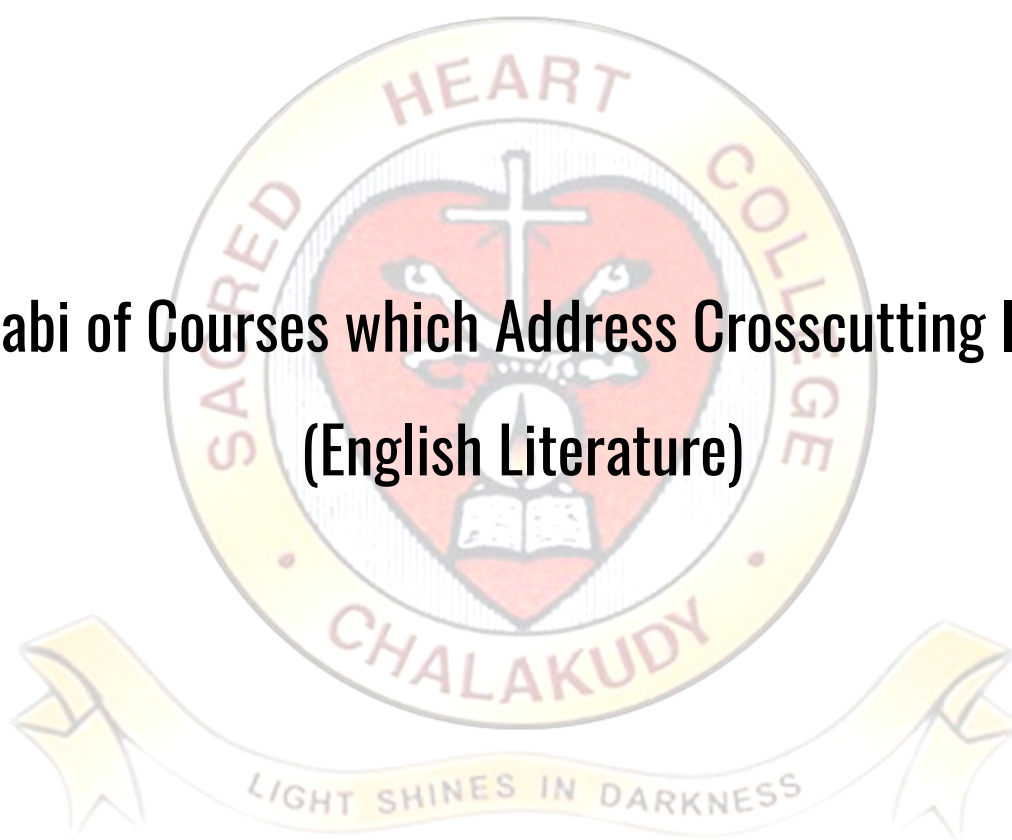 HEART
SACRED
COLLEGE
abi of Courses which Address Crosscutting I
(English Literature)
CHALAKUDY
LIGHT SHINES IN DARKNESS